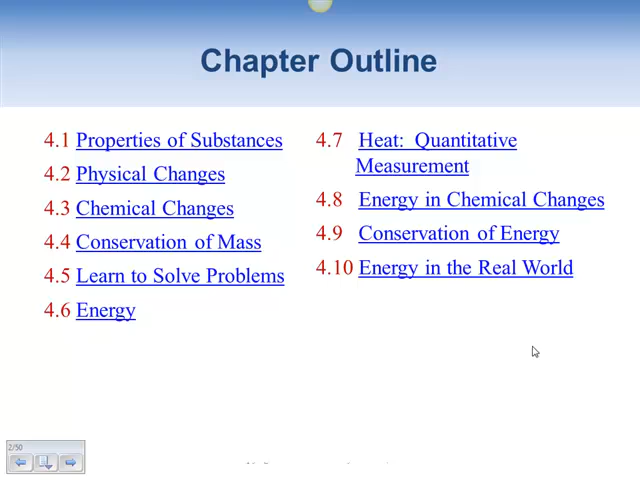 Chapter Outline
4.1 Properties of Substances
4.2 Physical Changes
4.3 Chemical Changes
4.4 Conservation of Mass
4.5 Learn to Solve Problems
4.6 Energy
4.7 Heat: Quantitative
Measurement
4.8 Energy in Chemical Changes
4.9 Conservation of Energy
4.10 Energy in the Real World
2/50